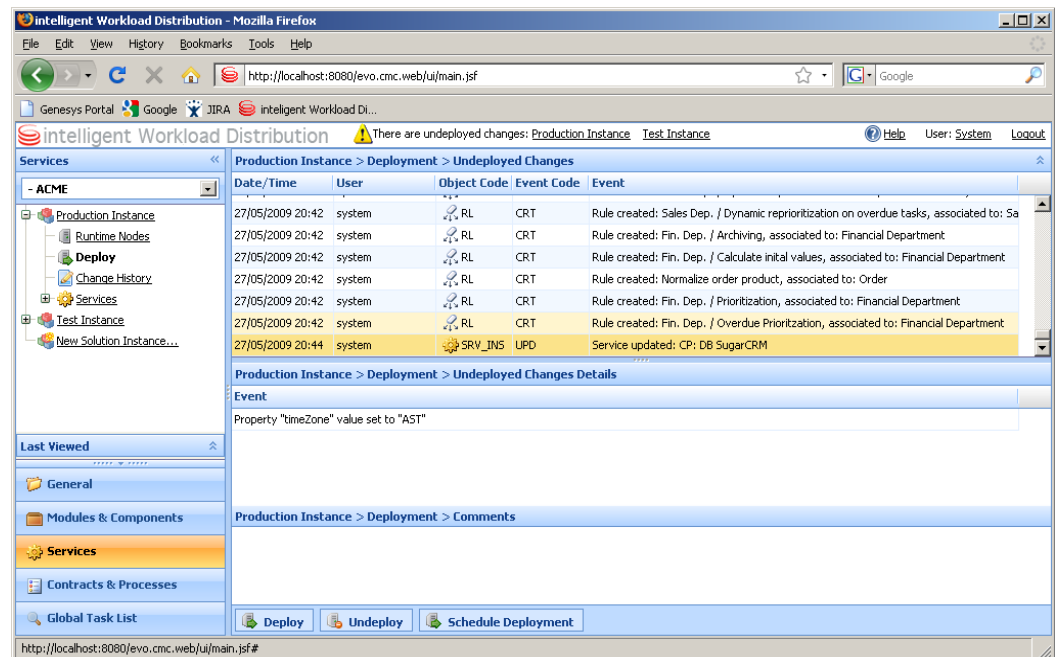 intelligent Workload Distribution - Mozilla Firefox
File Edit View History Bookmarks Tools Help
http://localhost:8080/evo.cmc.web/ui/main.jsf
G Google
Genesys Portal Google JIRA inteligent Workload Di...
intelligent Workload Distribution
There are undeployed changes: Production Instance Test Instance
Help User: System Logout
Services
- ACME
Production Instance
Runtime Nodes
Deploy
Change History
Services
Test Instance
New Solution Instance...
Last Viewed
General
Modules & Components
Services
Contracts & Processes
Global Task List
Production Instance > Deployment > Undeployed Changes
Date/Time User Object Code Event Code Event
27/05/2009 20:42 system RL CRT Rule created: Sales Dep. / Dynamic reprioritization on overdue tasks, associated to: Sa
27/05/2009 20:42 system RL CRT Rule created: Fin. Dep. / Archiving, associated to: Financial Department
27/05/2009 20:42 system RL CRT Rule created: Fin. Dep. / Calculate inital values, associated to: Financial Department
27/05/2009 20:42 system RL CRT Rule created: Normalize order product, associated to: Order
27/05/2009 20:42 system RL CRT Rule created: Fin. Dep. / Prioritization, associated to: Financial Department
27/05/2009 20:42 system RL CRT Rule created: Fin. Dep. / Overdue Prioritzation, associated to: Financial Department
27/05/2009 20:44 system SRV_INS UPD Service updated: CP: DB SugarCRM
Production Instance > Deployment > Undeployed Changes Details
Event
Property "timeZone" value set to "AST"
Production Instance > Deployment > Comments
Deploy Undeploy Schedule Deployment
http://localhost:8080/evo.cmc.web/ui/main.jsf#